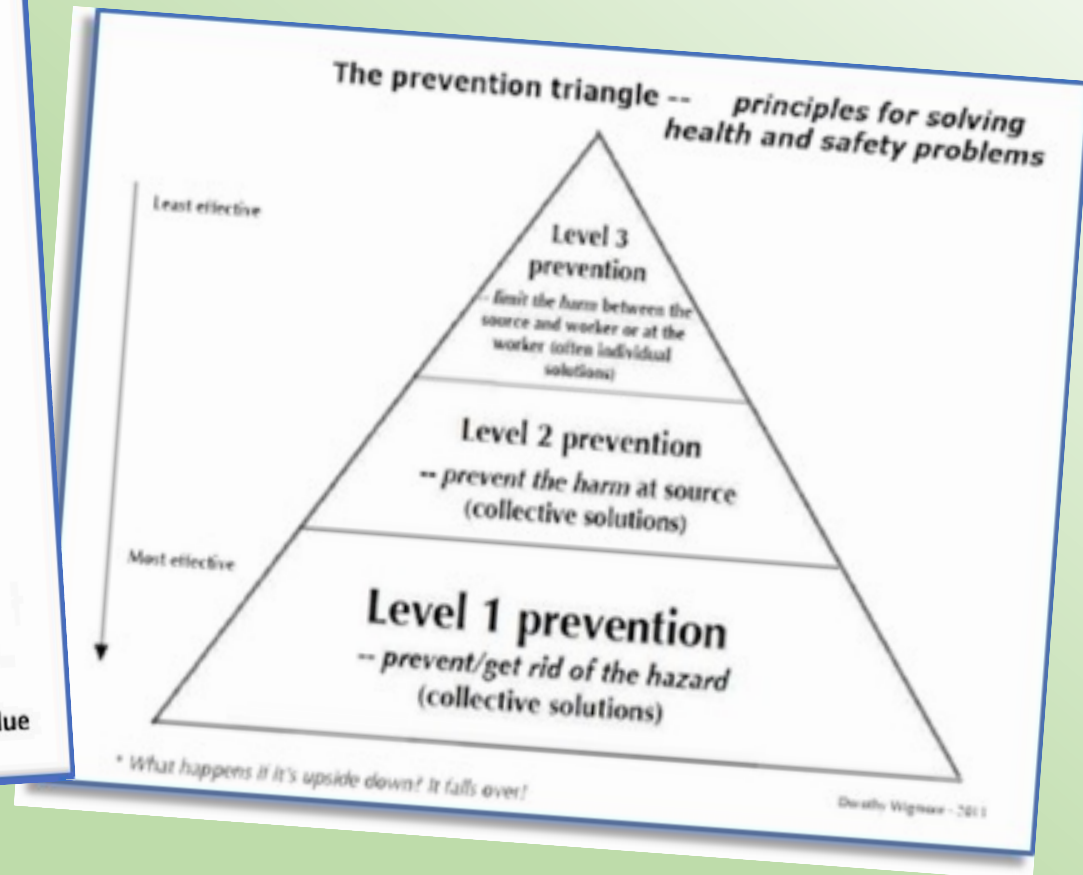 The prevention triangle -- principles for solving
health and safety problems
Least effective
Level 3
prevention
-- limit the harm between the
source and worker or at the
worker (often individual
solutions)
Level 2 prevention
-- prevent the harm at source
(collective solutions)
Most effective
Level 1 prevention
-- prevent/get rid of the hazard
(collective solutions)
lue
* What happens if it's upside down? It falls over!
Dorothy Wigmore -